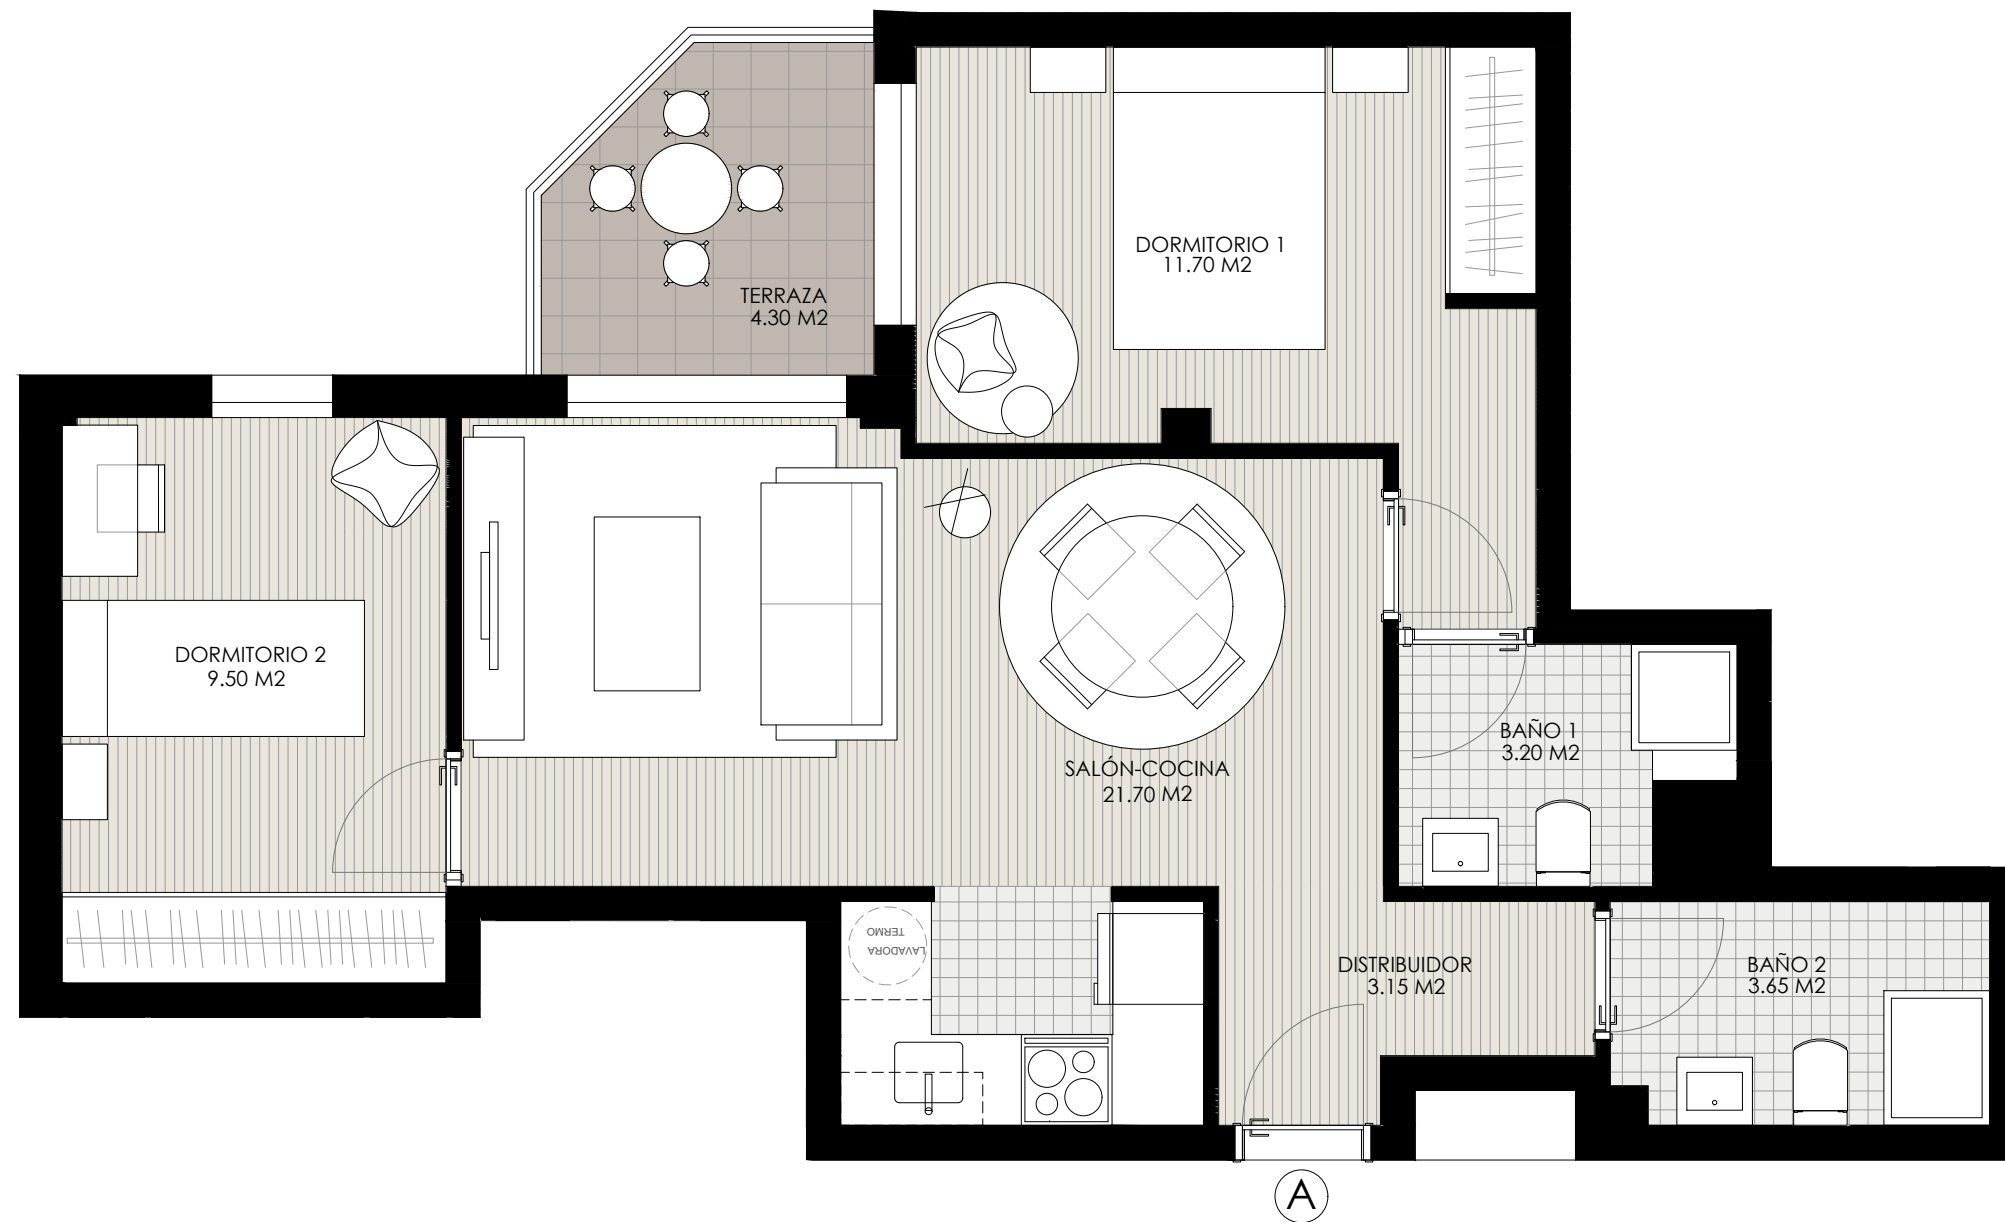 DORMITORIO 1
11.70 M2
TERRAZA
4.30 M2
DORMITORIO 2
9.50 M2
BAÑO 1
3.20 M2
SALÓN-COCINA
21.70 M2
LAVADORA
TERMO
DISTRIBUIDOR
3.15 M2
BAÑO 2
3.65 M2
A